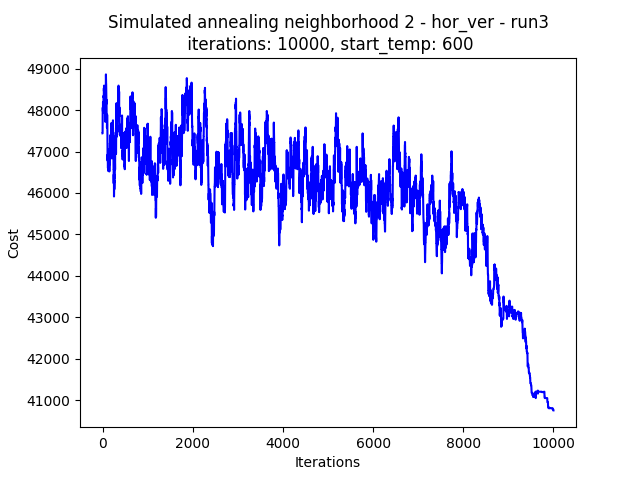 Simulated annealing neighborhood 2 - hor_ver - run3
iterations: 10000, start_temp: 600
49000
48000
47000
46000
45000
44000
43000
42000
41000
Cost
0 2000 4000 6000 8000 10000
Iterations